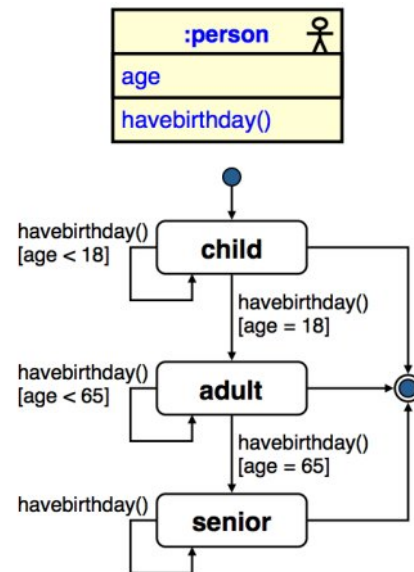 :person
age
havebirthday()
havebirthday()
[age < 18]
child
havebirthday()
[age = 18]
havebirthday()
[age < 65]
adult
havebirthday()
[age = 65]
havebirthday()
senior